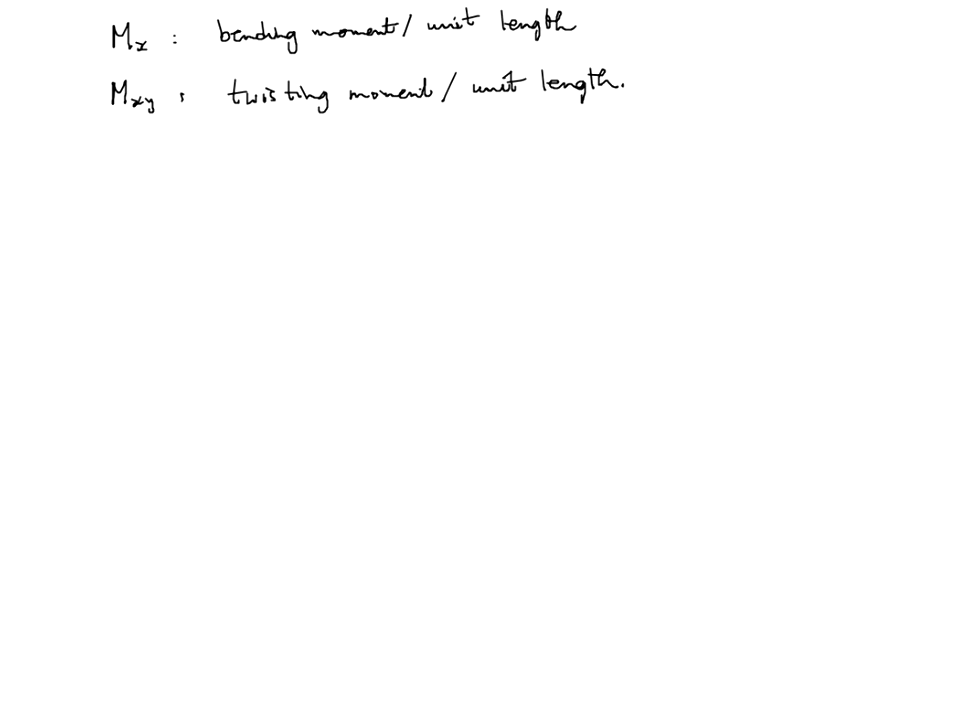 Mx : bending moment / unit length
Mxy : twisting moment / unit length.